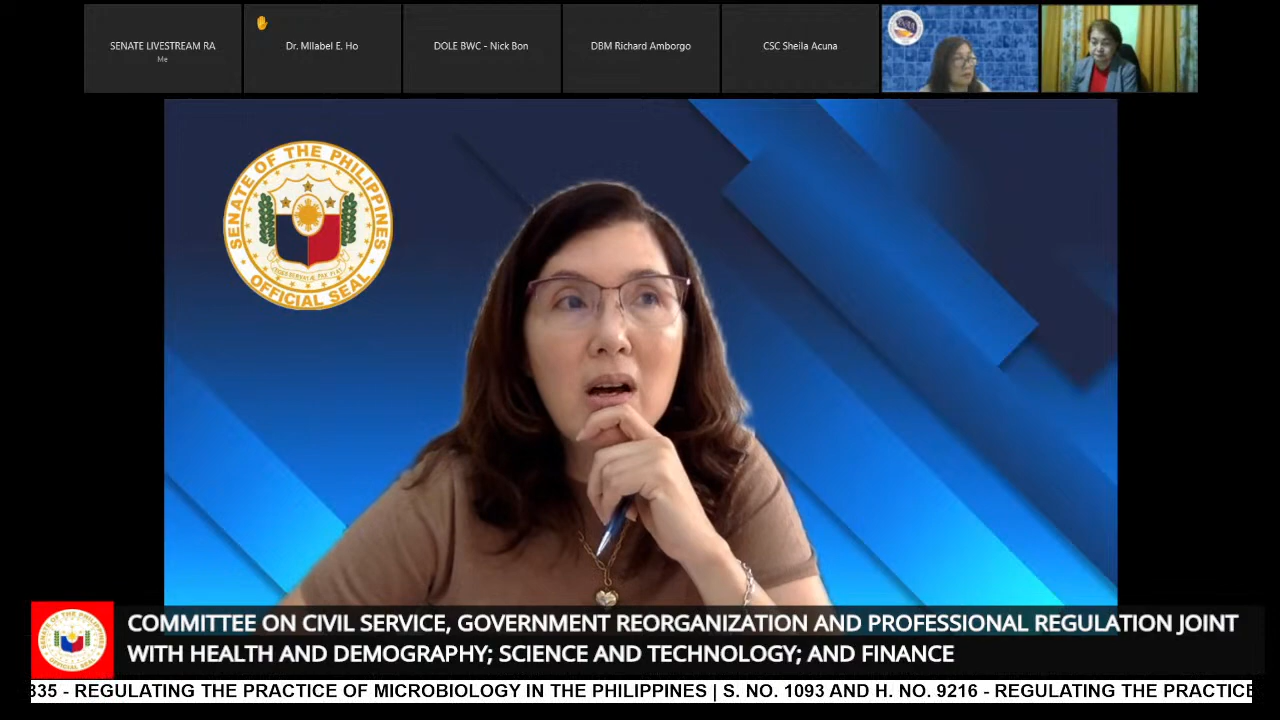 SENATE LIVESTREAM RA
Me
Dr. Milabel E. Ho
DOLE BWC - Nick Bon
DBM Richard Amborgo
CSC Sheila Acuna
SENATE OF THE PHILIPPINES
OFFICIAL SEAL
COMMITTEE ON CIVIL SERVICE, GOVERNMENT REORGANIZATION AND PROFESSIONAL REGULATION JOINT
WITH HEALTH AND DEMOGRAPHY; SCIENCE AND TECHNOLOGY; AND FINANCE
335 - REGULATING THE PRACTICE OF MICROBIOLOGY IN THE PHILIPPINES | S. NO. 1093 AND H. NO. 9216 - REGULATING THE PRACTICE